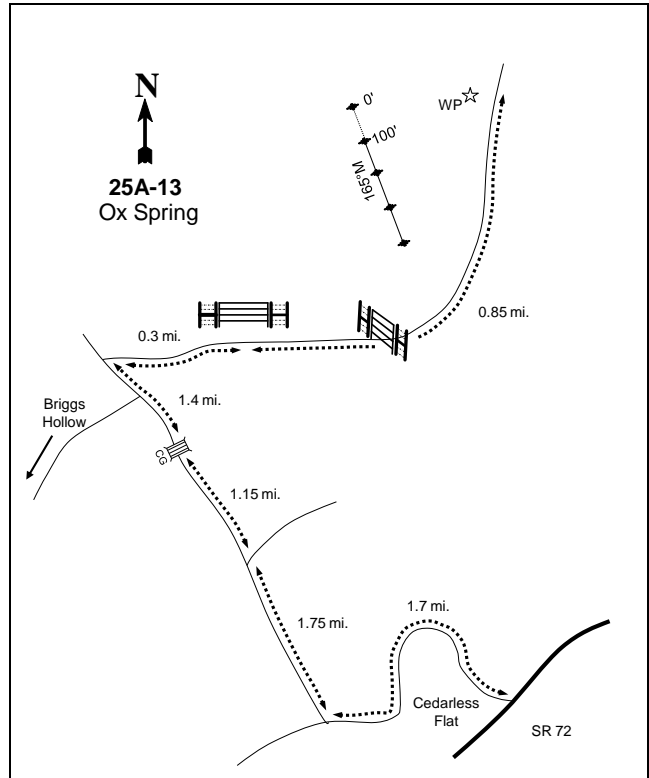 N
25A-13
Ox Spring
0'
100'
165°M
WP
0.85 mi.
0.3 mi.
1.4 mi.
Briggs
Hollow
CG
1.15 mi.
1.75 mi.
1.7 mi.
Cedarless
Flat
SR 72